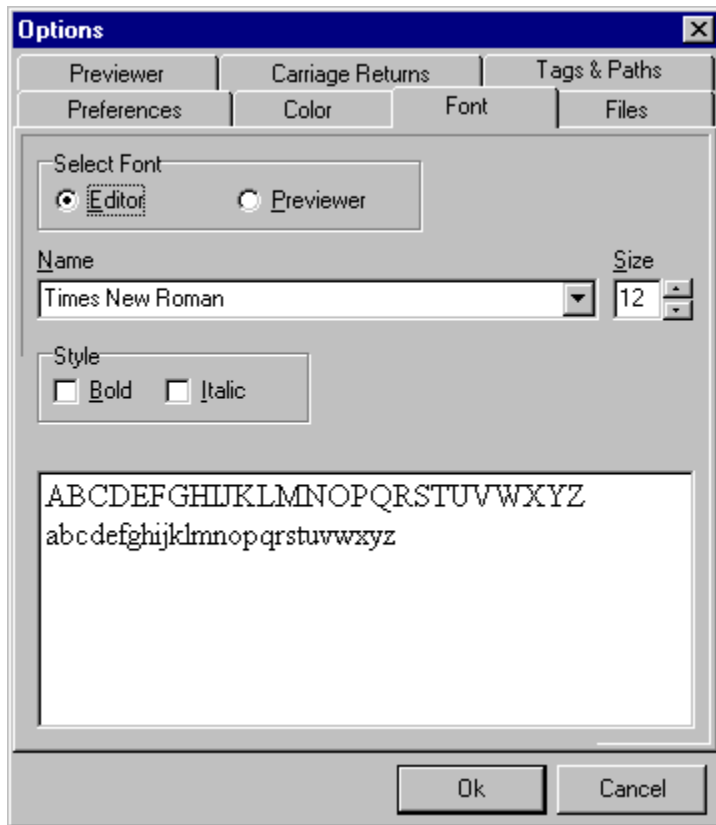 Options
Previewer Carriage Returns Tags & Paths
Preferences Color Font Files
Select Font
Editor Previewer
Name Size
Times New Roman 12
Style
Bold Italic
ABCDEFGHIJKLMNOPQRSTUVWXYZ
abcdefghijklmnopqrstuvwxyz
Ok Cancel